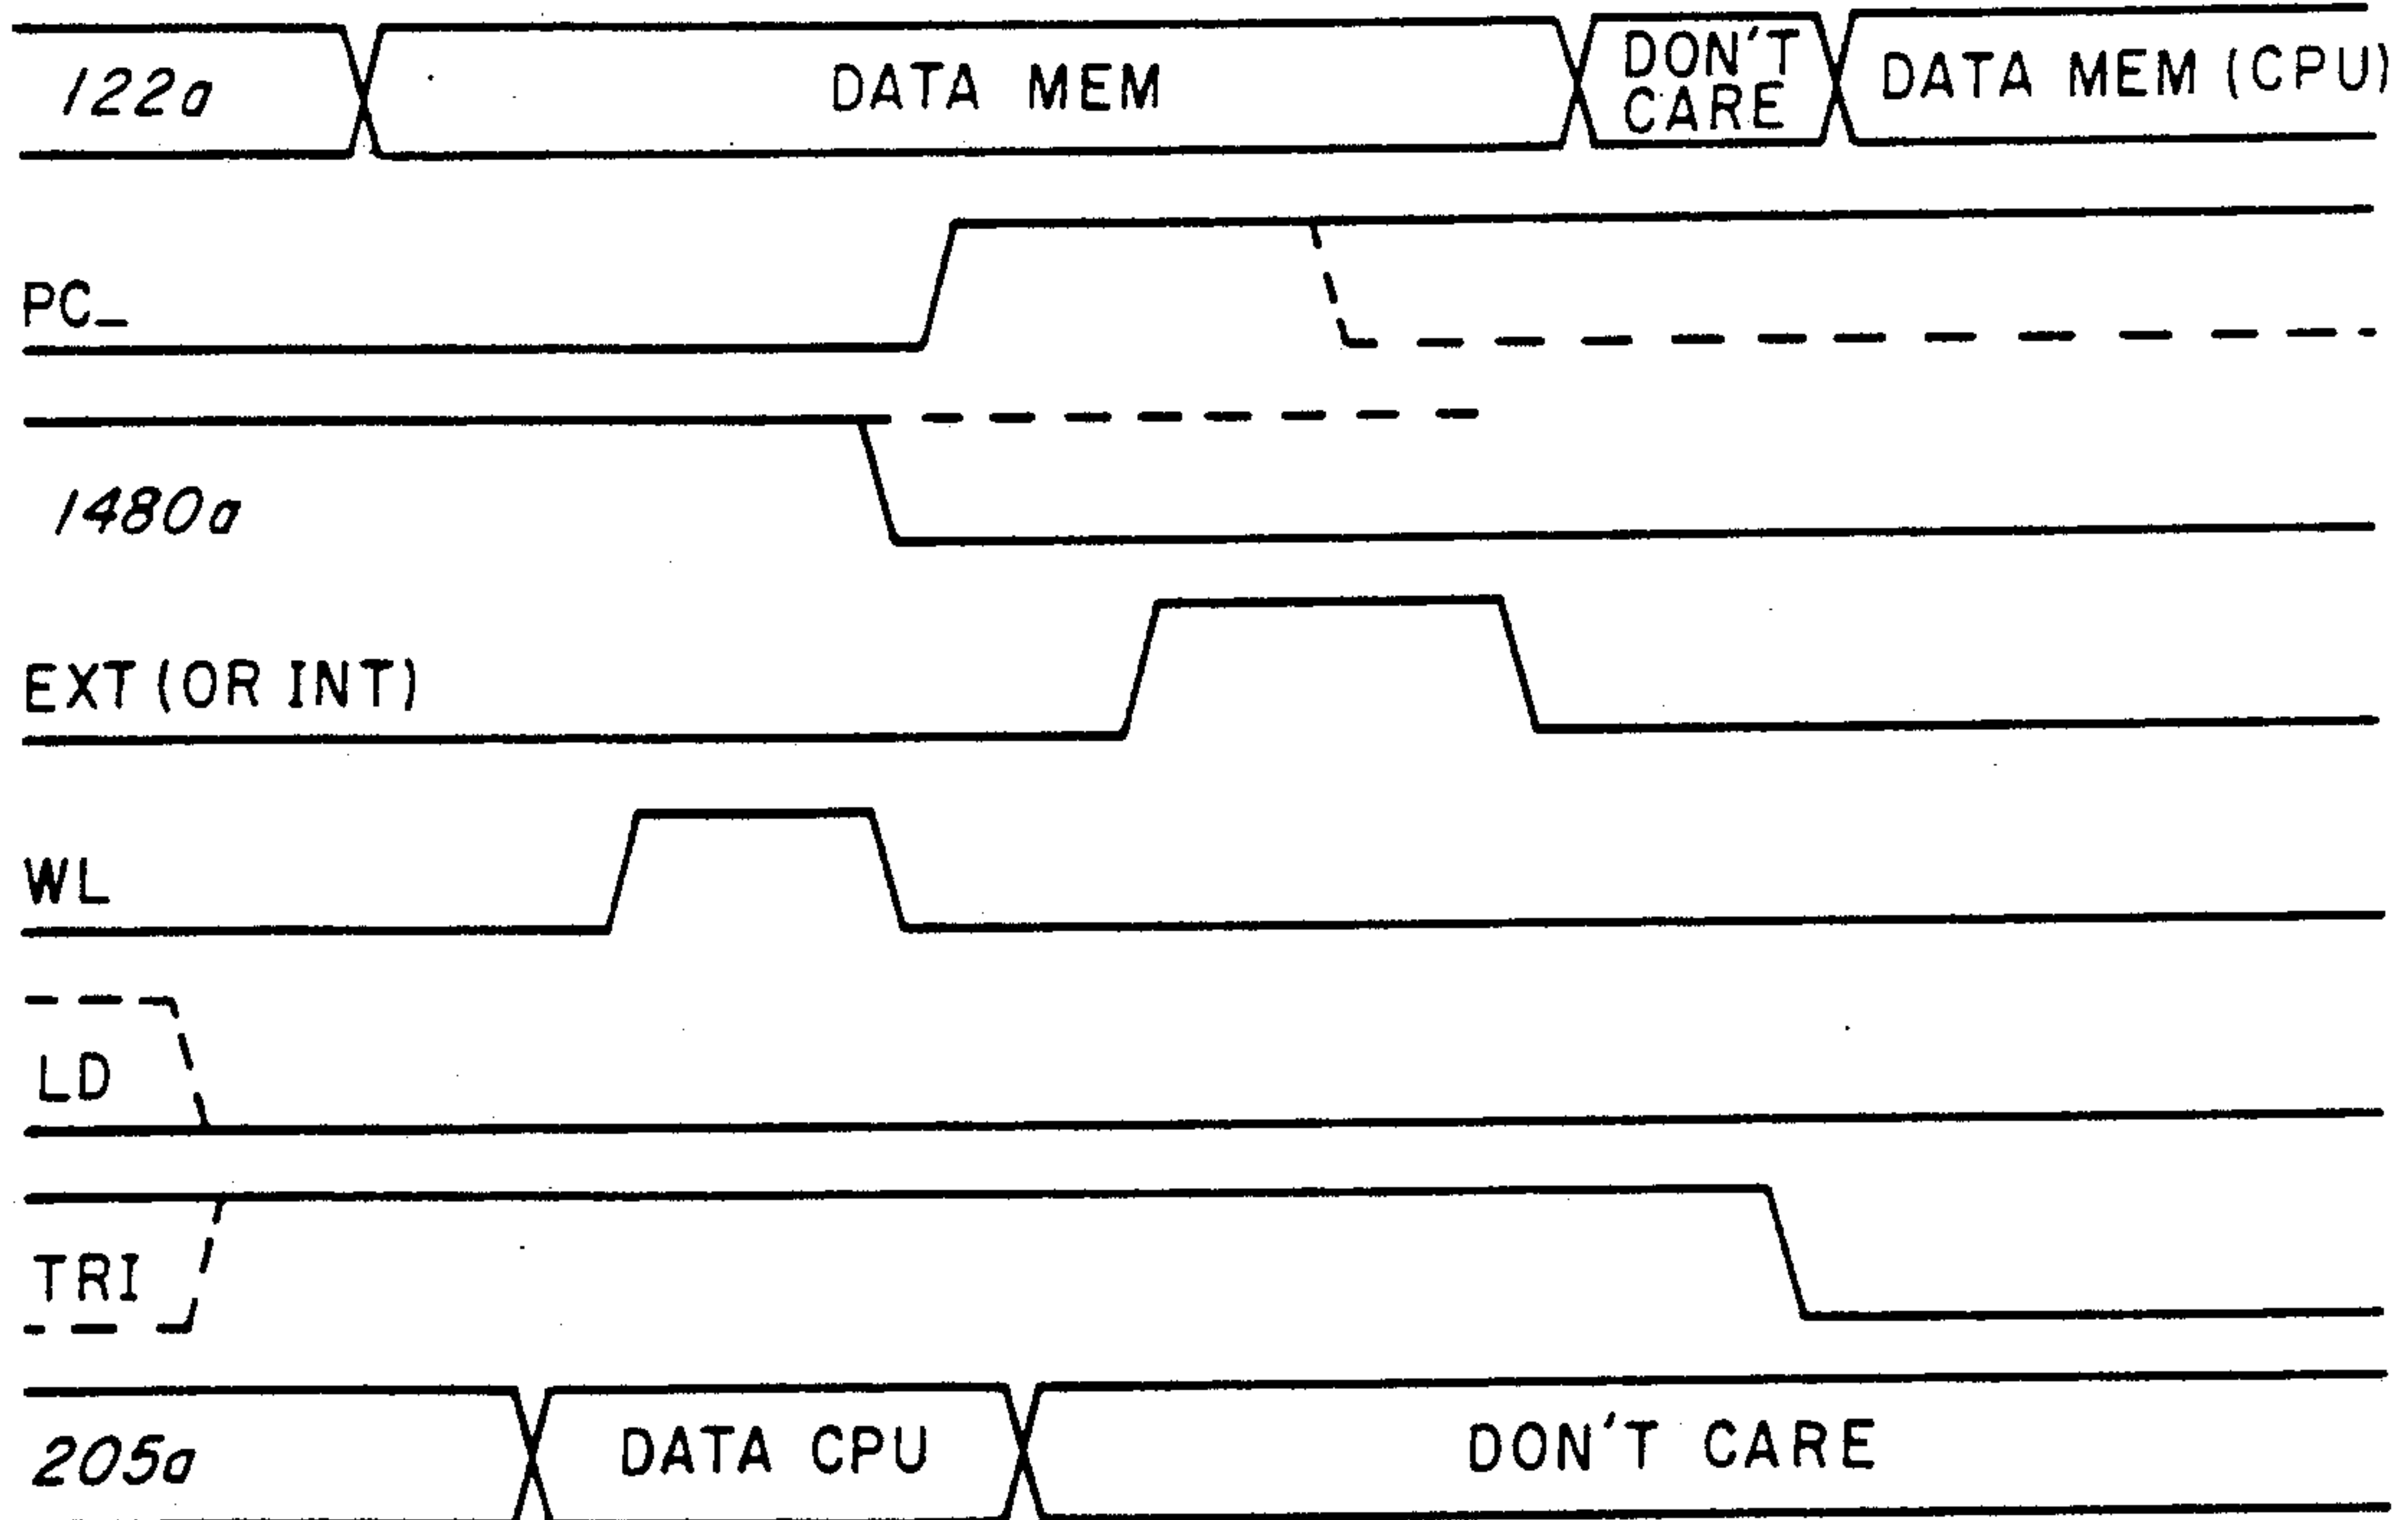 122a
DATA MEM
DON'T
CARE
DATA MEM (CPU)
PC_
1480a
EXT (OR INT)
WL
LD
TRI
205a
DATA CPU
DON'T CARE